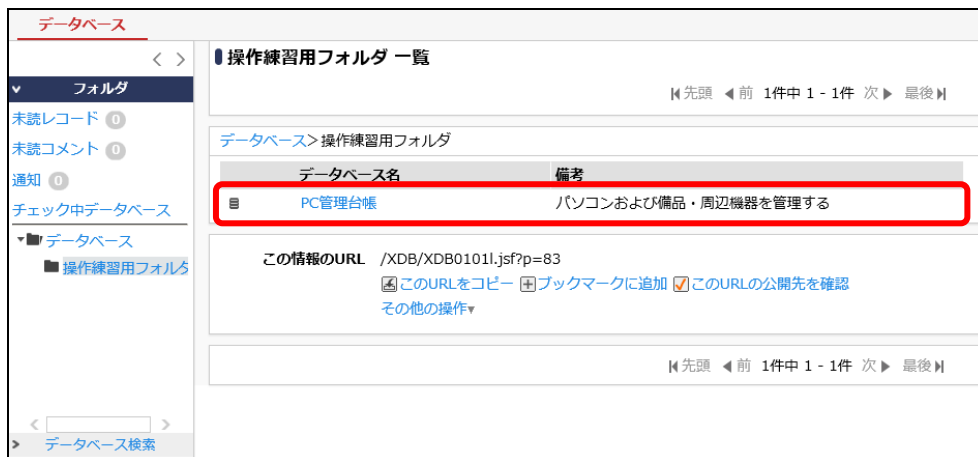 データベース
< >
フォルダ
未読レコード 0
未読コメント 0
通知 0
チェック中データベース
データベース
操作練習用フォルダ
データベース検索
操作練習用フォルダ 一覧
先頭 前 1件中 1 - 1件 次 最後
データベース>操作練習用フォルダ
データベース名 備考
PC管理台帳 パソコンおよび備品・周辺機器を管理する
この情報のURL /XDB/XDB0101l.jsf?p=83
このURLをコピー ブックマークに追加 このURLの公開先を確認
その他の操作▾
先頭 前 1件中 1 - 1件 次 最後